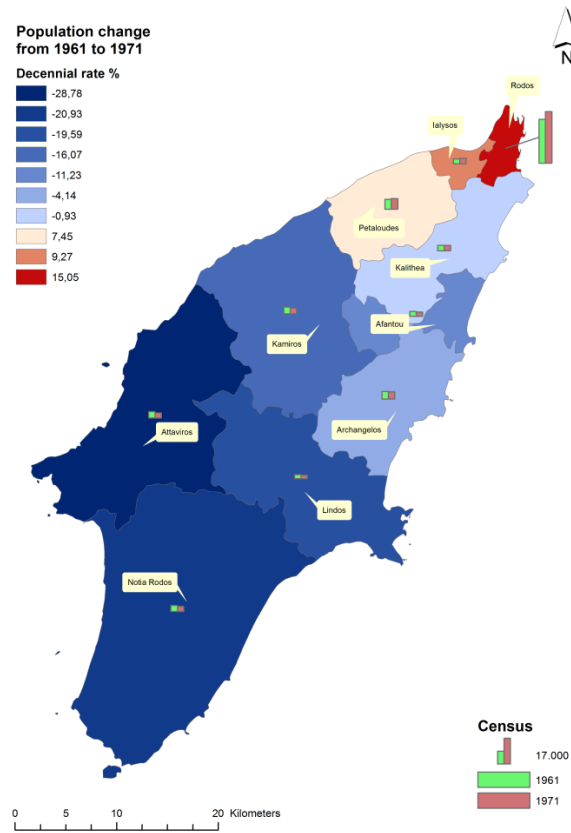 Population change
from 1961 to 1971
Decennial rate %
-28,78
-20,93
-19,59
-16,07
-11,23
-4,14
-0,93
7,45
9,27
15,05
N
Rodos
Ialysos
Petaloudes
Kalithea
Afantou
Kamiros
Archangelos
Attaviros
Lindos
Notia Rodos
Census
17.000
1961
1971
0 5 10 20 Kilometers